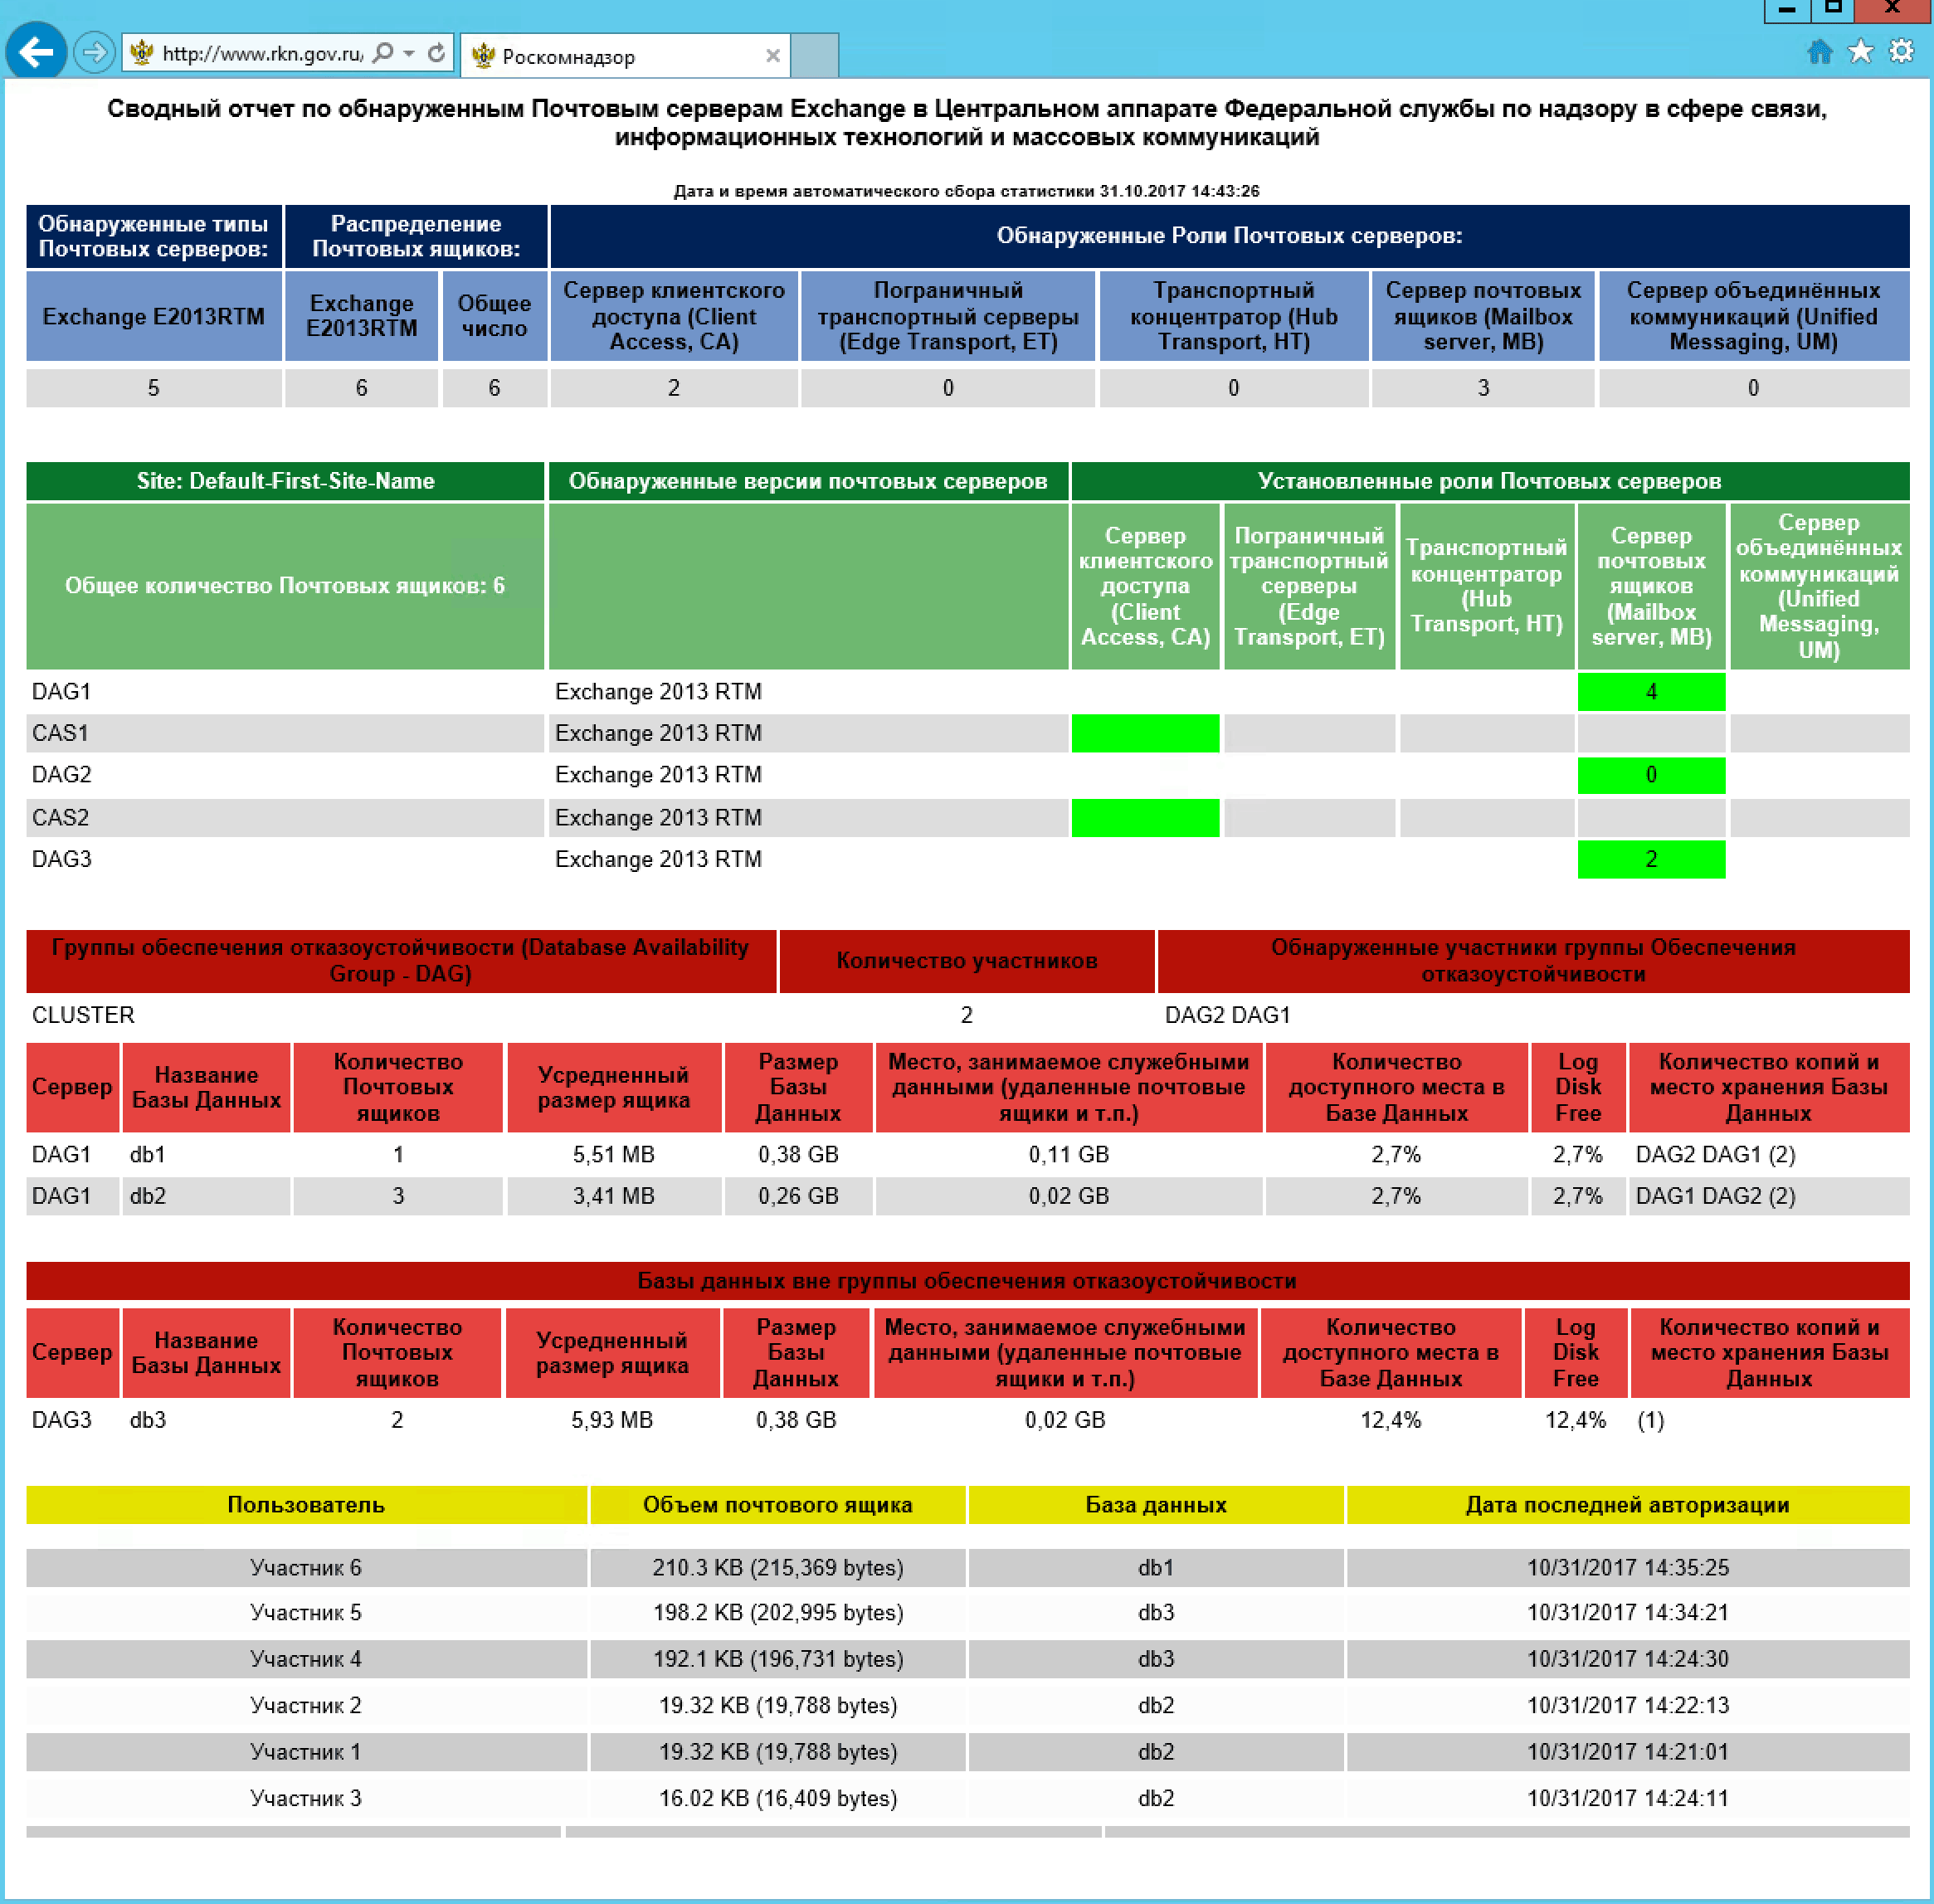 http://www.rkn.gov.ru/
Роскомнадзор
Сводный отчет по обнаруженным Почтовым серверам Exchange в Центральном аппарате Федеральной службы по надзору в сфере связи,
информационных технологий и массовых коммуникаций
Дата и время автоматического сбора статистики 31.10.2017 14:43:26
Обнаруженные типы Почтовых серверов: Распределение Почтовых ящиков: Обнаруженные Роли Почтовых серверов:
Exchange E2013RTM Exchange E2013RTM Общее число Сервер клиентского доступа (Client Access, CA) Пограничный транспортный серверы (Edge Transport, ET) Транспортный концентратор (Hub Transport, HT) Сервер почтовых ящиков (Mailbox server, MB) Сервер объединённых коммуникаций (Unified Messaging, UM)
5 6 6 2 0 0 3 0
Site: Default-First-Site-Name Обнаруженные версии почтовых серверов Установленные роли Почтовых серверов
Общее количество Почтовых ящиков: 6 Сервер клиентского доступа (Client Access, CA) Пограничный транспортный серверы (Edge Transport, ET) Транспортный концентратор (Hub Transport, HT) Сервер почтовых ящиков (Mailbox server, MB) Сервер объединённых коммуникаций (Unified Messaging, UM)
DAG1 Exchange 2013 RTM 4
CAS1 Exchange 2013 RTM
DAG2 Exchange 2013 RTM 0
CAS2 Exchange 2013 RTM
DAG3 Exchange 2013 RTM 2
Группы обеспечения отказоустойчивости (Database Availability Group - DAG) Количество участников Обнаруженные участники группы Обеспечения отказоустойчивости
CLUSTER 2 DAG2 DAG1
Сервер Название Базы Данных Количество Почтовых ящиков Усредненный размер ящика Размер Базы Данных Место, занимаемое служебными данными (удаленные почтовые ящики и т.п.) Количество доступного места в Базе Данных Log Disk Free Количество копий и место хранения Базы Данных
DAG1 db1 1 5,51 MB 0,38 GB 0,11 GB 2,7% 2,7% DAG2 DAG1 (2)
DAG1 db2 3 3,41 MB 0,26 GB 0,02 GB 2,7% 2,7% DAG1 DAG2 (2)
Базы данных вне группы обеспечения отказоустойчивости
Сервер Название Базы Данных Количество Почтовых ящиков Усредненный размер ящика Размер Базы Данных Место, занимаемое служебными данными (удаленные почтовые ящики и т.п.) Количество доступного места в Базе Данных Log Disk Free Количество копий и место хранения Базы Данных
DAG3 db3 2 5,93 MB 0,38 GB 0,02 GB 12,4% 12,4% (1)
Пользователь Объем почтового ящика База данных Дата последней авторизации
Участник 6 210.3 KB (215,369 bytes) db1 10/31/2017 14:35:25
Участник 5 198.2 KB (202,995 bytes) db3 10/31/2017 14:34:21
Участник 4 192.1 KB (196,731 bytes) db3 10/31/2017 14:24:30
Участник 2 19.32 KB (19,788 bytes) db2 10/31/2017 14:22:13
Участник 1 19.32 KB (19,788 bytes) db2 10/31/2017 14:21:01
Участник 3 16.02 KB (16,409 bytes) db2 10/31/2017 14:24:11